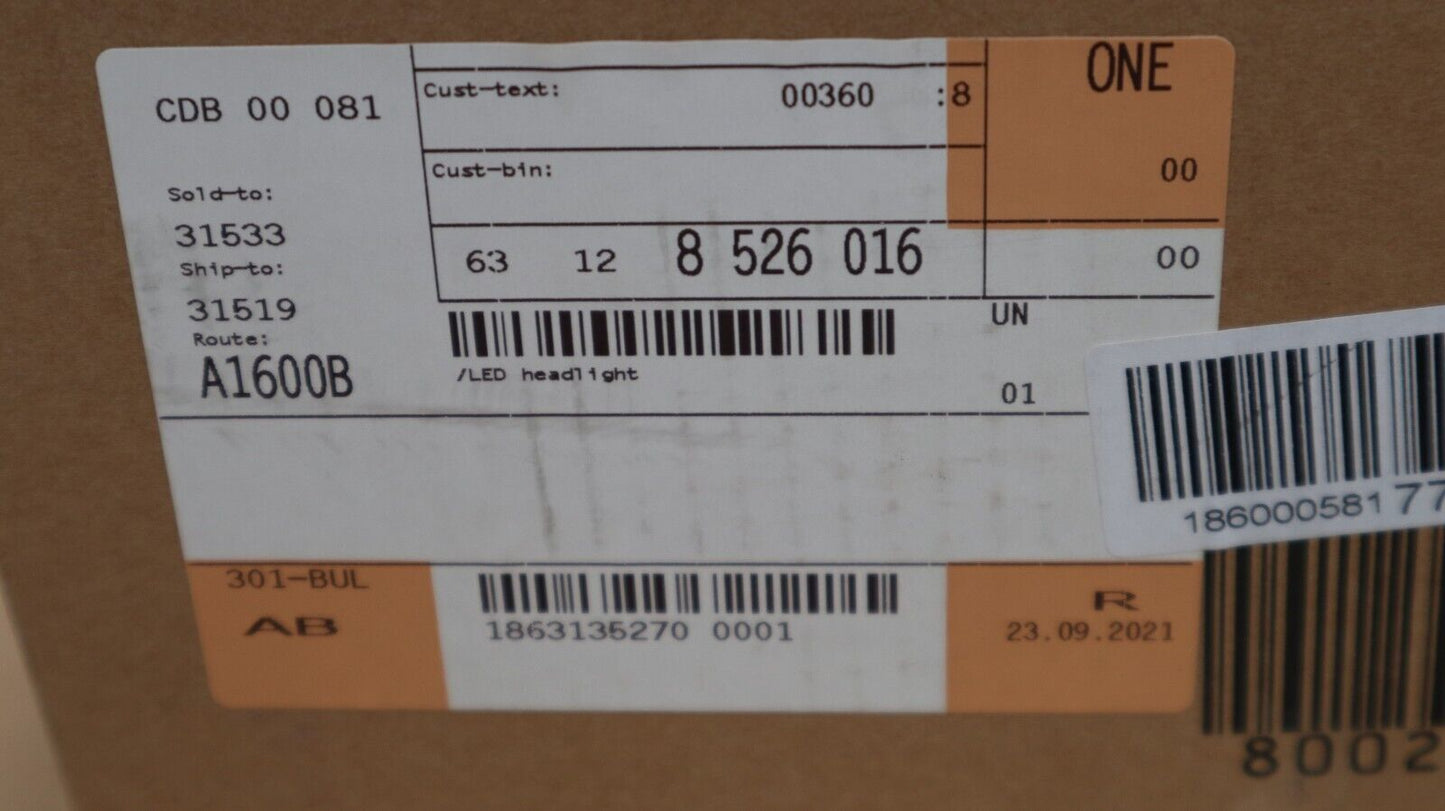 CDB 00 081
Cust-text: 00360 :8
ONE
Cust-bin:
00
Sold-to:
31533
Ship-to:
31519
Route:
A1600B
63 12 8 526 016
00
UN
/LED headlight
01
186000058177
301-BUL
AB
1863135270 0001
R
23.09.2021
8002